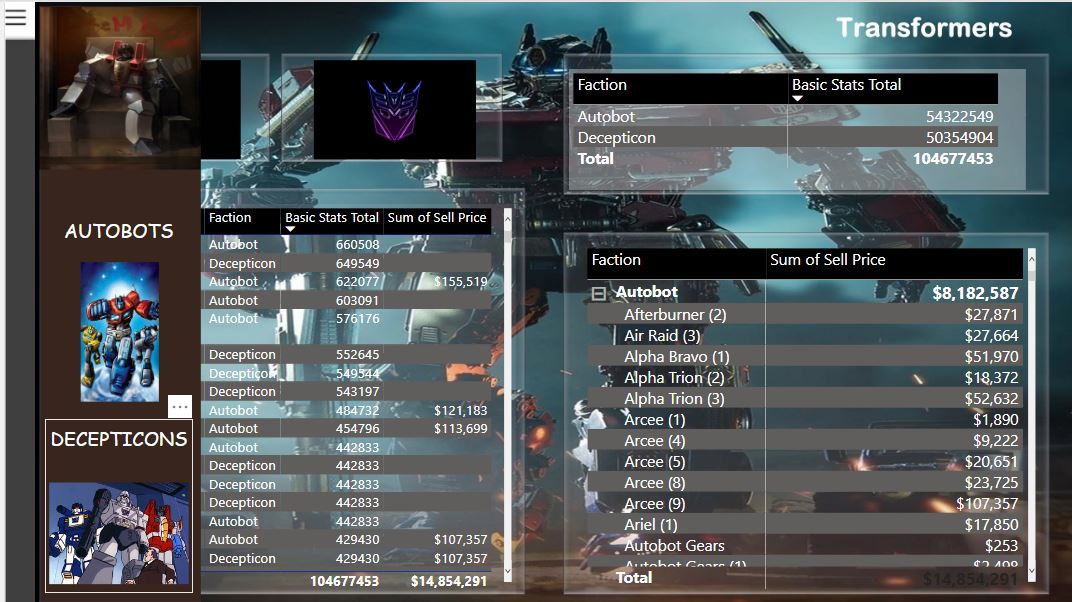 Transformers
AUTOBOTS
DECEPTICONS
Faction Basic Stats Total
Autobot 54322549
Decepticon 50354904
Total 104677453
Faction Basic Stats Total Sum of Sell Price
Autobot 660508
Decepticon 649549
Autobot 622077 $155,519
Autobot 603091
Autobot 576176
Decepticon 552645
Decepticon 549544
Decepticon 543197
Autobot 484732 $121,183
Autobot 454796 $113,699
Autobot 442833
Decepticon 442833
Decepticon 442833
Decepticon 442833
Autobot 442833
Autobot 429430 $107,357
Decepticon 429430 $107,357
104677453 $14,854,291
Faction Sum of Sell Price
Autobot $8,182,587
Afterburner (2) $27,871
Air Raid (3) $27,664
Alpha Bravo (1) $51,970
Alpha Trion (2) $18,372
Alpha Trion (3) $52,632
Arcee (1) $1,890
Arcee (4) $9,222
Arcee (5) $20,651
Arcee (8) $23,725
Arcee (9) $107,357
Ariel (1) $17,850
Autobot Gears $253
Autobot Gears (1) $2,498
Total $14,854,291